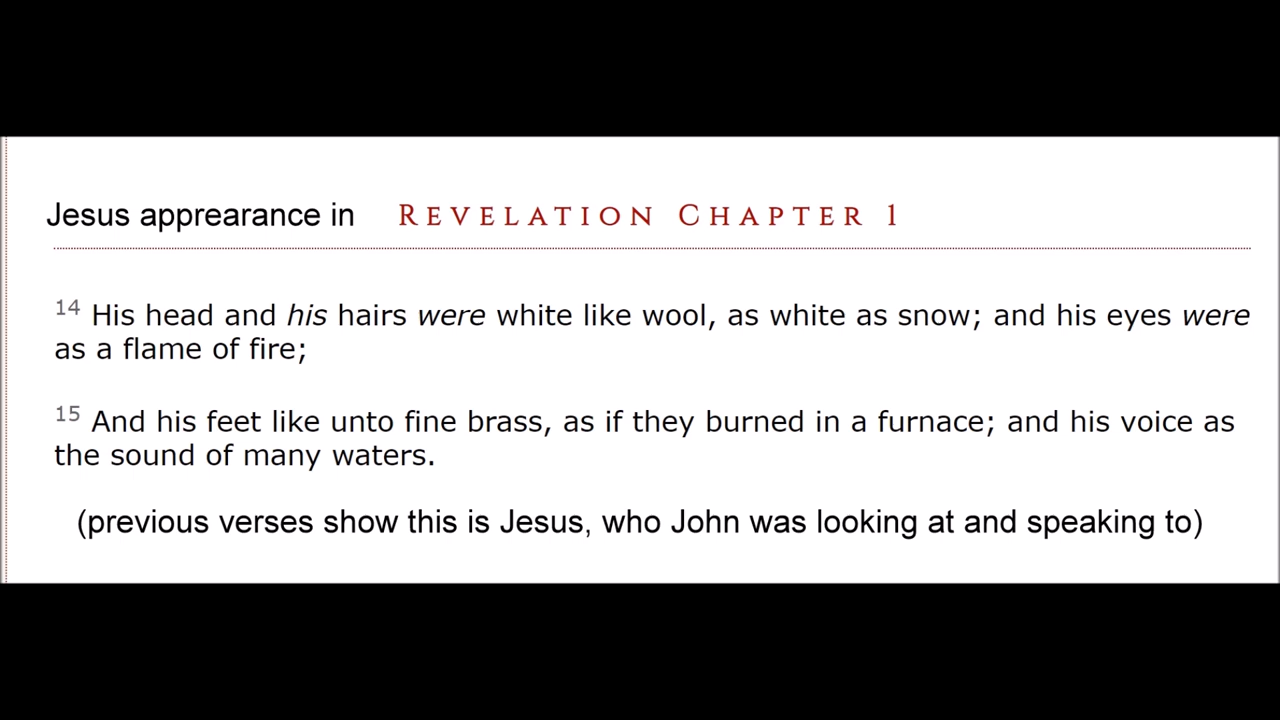 Jesus apprearance in REVELATION CHAPTER 1
14 His head and his hairs were white like wool, as white as snow; and his eyes were
as a flame of fire;
15 And his feet like unto fine brass, as if they burned in a furnace; and his voice as
the sound of many waters.
(previous verses show this is Jesus, who John was looking at and speaking to)